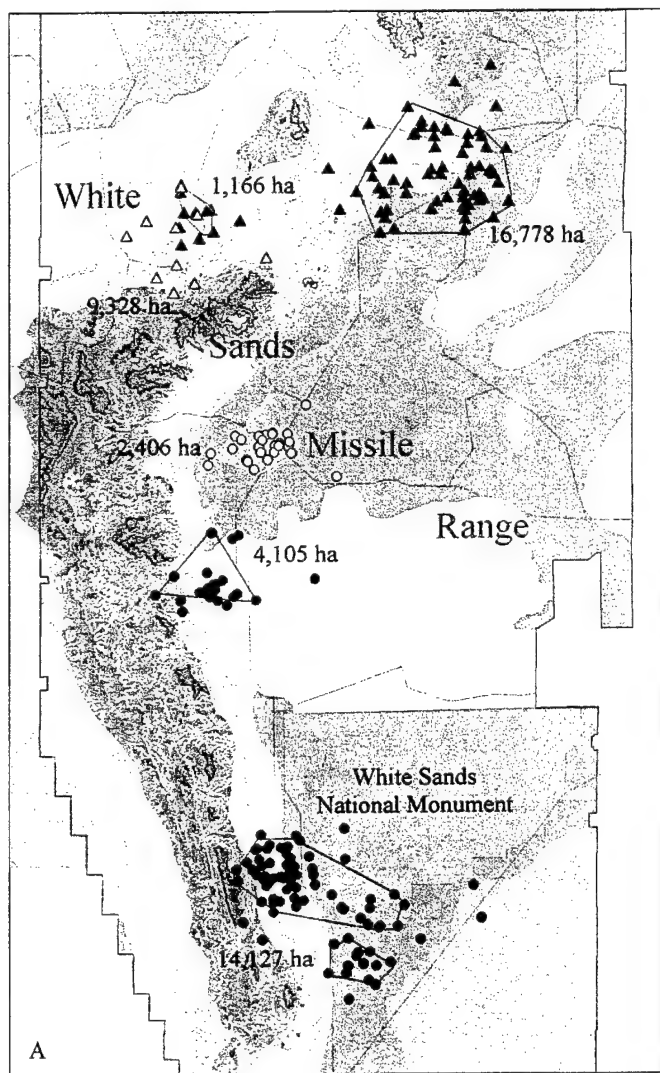 White
1,166 ha
16,778 ha
9,328 ha
Sands
2,406 ha
Missile
Range
4,105 ha
White Sands
National Monument
14,127 ha
A